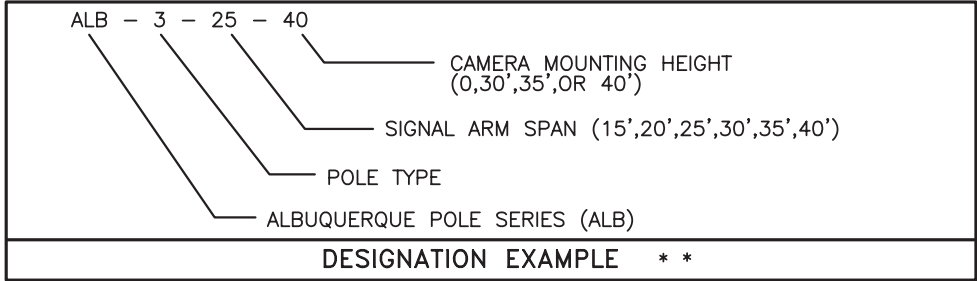 ALB - 3 - 25 - 40
CAMERA MOUNTING HEIGHT
(0,30',35',OR 40')
SIGNAL ARM SPAN (15',20',25',30',35',40')
POLE TYPE
ALBUQUERQUE POLE SERIES (ALB)
DESIGNATION EXAMPLE * *